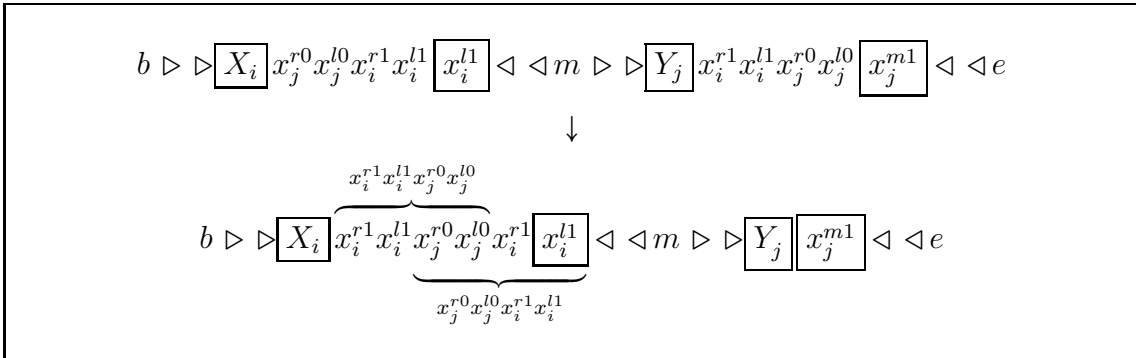 b ▷ ▷ X_i x_j^{r0} x_j^{l0} x_i^{r1} x_i^{l1} x_i^{l1} ◁ ◁ m ▷ ▷ Y_j x_i^{r1} x_i^{l1} x_j^{r0} x_j^{l0} x_j^{m1} ◁ ◁ e
↓
x_i^{r1} x_i^{l1} x_j^{r0} x_j^{l0}
b ▷ ▷ X_i x_i^{r1} x_i^{l1} x_j^{r0} x_j^{l0} x_i^{r1} x_i^{l1} ◁ ◁ m ▷ ▷ Y_j x_j^{m1} ◁ ◁ e
x_j^{r0} x_j^{l0} x_i^{r1} x_i^{l1}